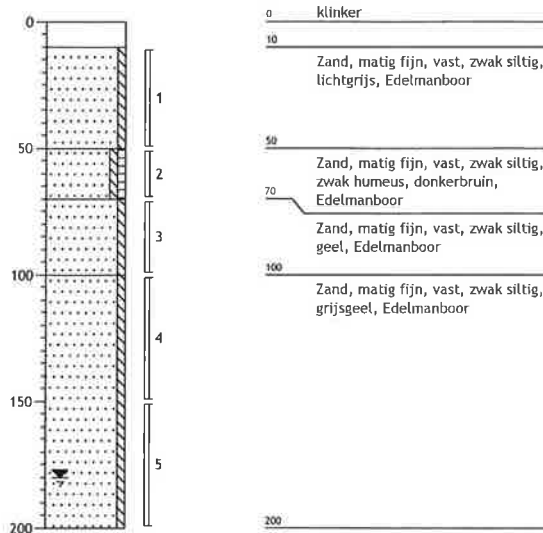 0
50
100
150
200
1
2
3
4
5
0 klinker
10
Zand, matig fijn, vast, zwak siltig,
lichtgrijs, Edelmanboor
50
Zand, matig fijn, vast, zwak siltig,
zwak humeus, donkerbruin,
70 Edelmanboor
Zand, matig fijn, vast, zwak siltig,
geel, Edelmanboor
100
Zand, matig fijn, vast, zwak siltig,
grijsgeel, Edelmanboor
200